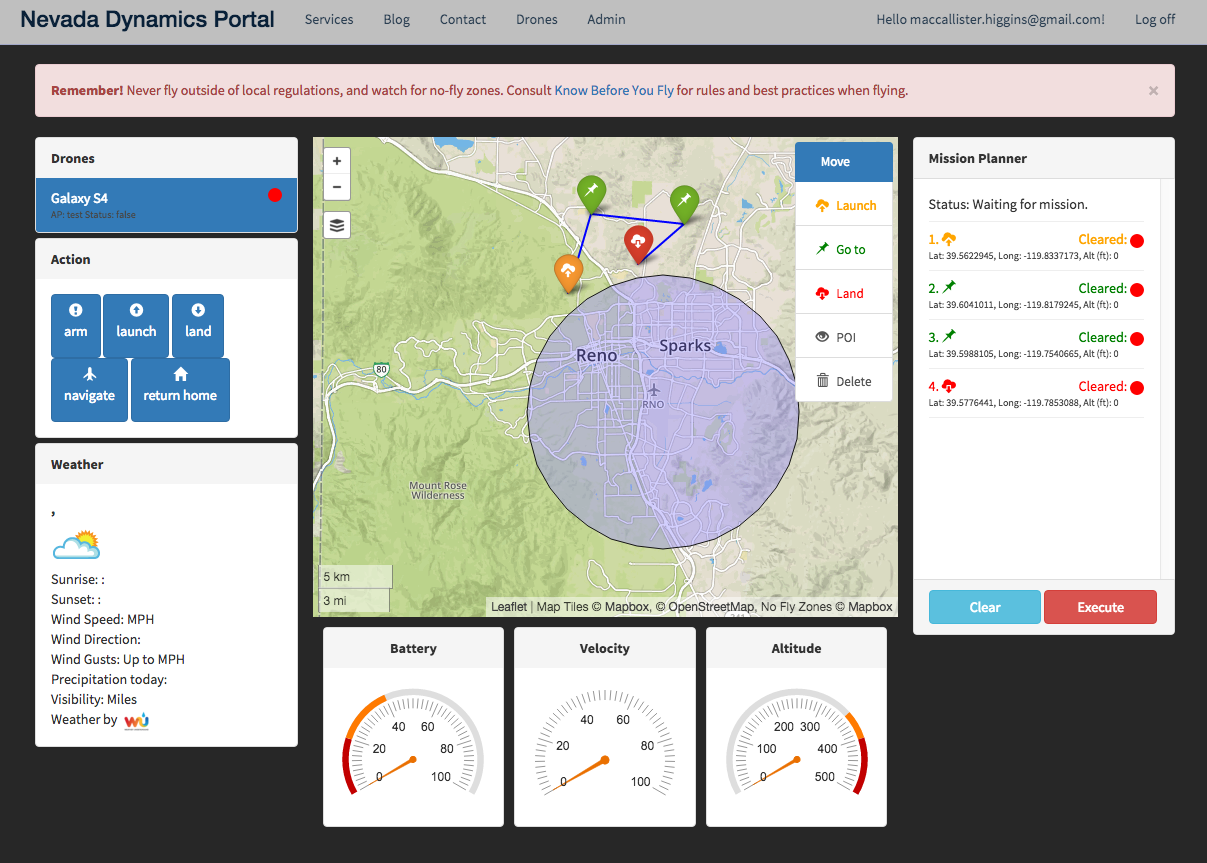 Nevada Dynamics Portal
Services
Blog
Contact
Drones
Admin
Hello maccallister.higgins@gmail.com!
Log off
Remember! Never fly outside of local regulations, and watch for no-fly zones. Consult Know Before You Fly for rules and best practices when flying.
×
Drones
Galaxy S4
AP: test Status: false
Action
arm
launch
land
navigate
return home
Weather
,
Sunrise: :
Sunset: :
Wind Speed: MPH
Wind Direction:
Wind Gusts: Up to MPH
Precipitation today:
Visibility: Miles
Weather by
+
−
Move
Launch
Go to
Land
POI
Delete
Reno
Sparks
80
RNO
Mount Rose
Wilderness
5 km
3 mi
Leaflet | Map Tiles © Mapbox, © OpenStreetMap, No Fly Zones © Mapbox
Battery
0
20
40
60
80
100
Velocity
0
20
40
60
80
100
Altitude
0
100
200
300
400
500
Mission Planner
Status: Waiting for mission.
1.
Cleared:
Lat: 39.5622945, Long: -119.8337173, Alt (ft): 0
2.
Cleared:
Lat: 39.6041011, Long: -119.8179245, Alt (ft): 0
3.
Cleared:
Lat: 39.5988105, Long: -119.7540665, Alt (ft): 0
4.
Cleared:
Lat: 39.5776441, Long: -119.7853088, Alt (ft): 0
Clear
Execute